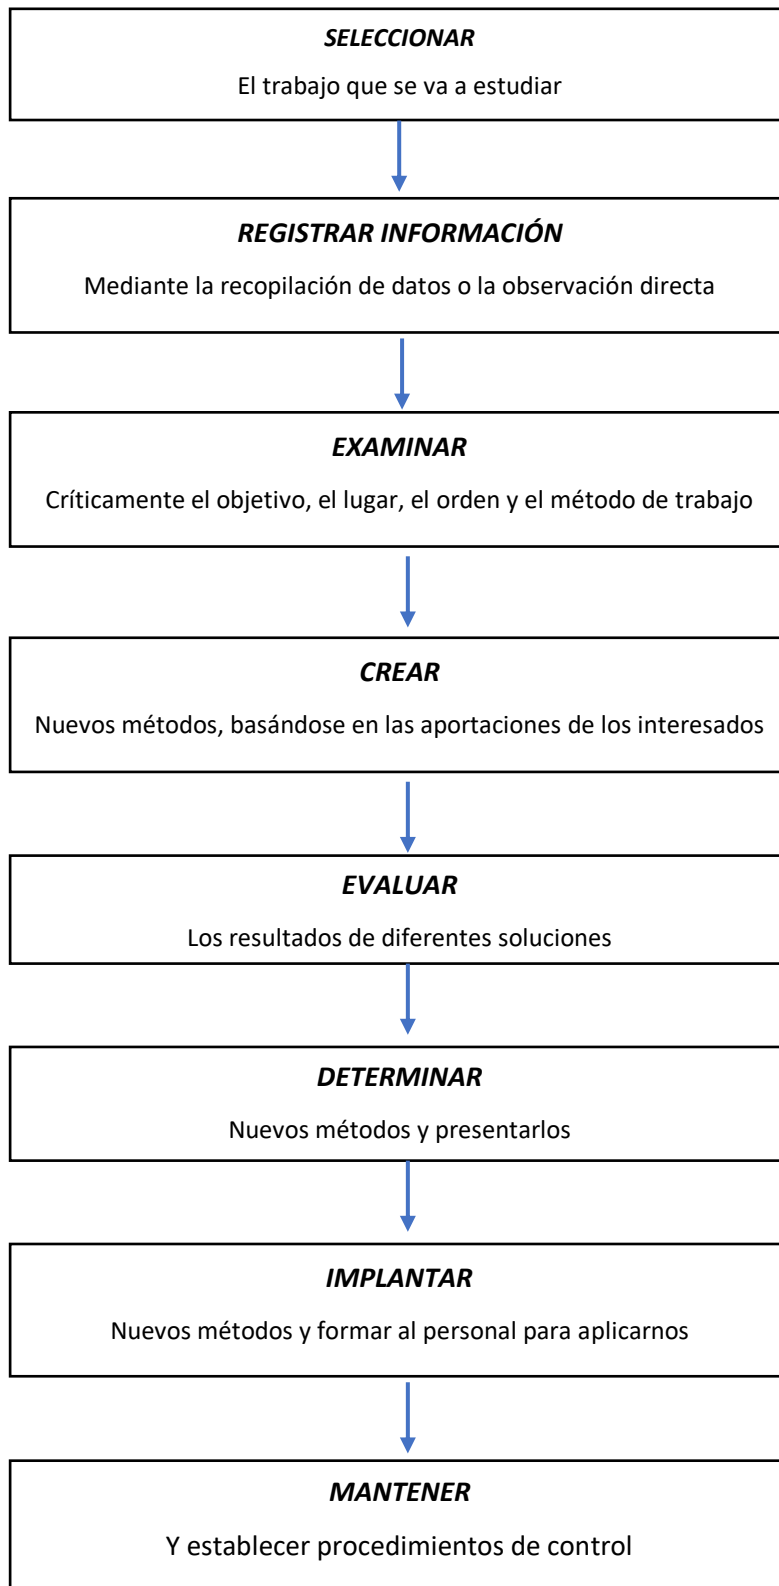 SELECCIONAR
El trabajo que se va a estudiar
REGISTRAR INFORMACIÓN
Mediante la recopilación de datos o la observación directa
EXAMINAR
Críticamente el objetivo, el lugar, el orden y el método de trabajo
CREAR
Nuevos métodos, basándose en las aportaciones de los interesados
EVALUAR
Los resultados de diferentes soluciones
DETERMINAR
Nuevos métodos y presentarlos
IMPLANTAR
Nuevos métodos y formar al personal para aplicarnos
MANTENER
Y establecer procedimientos de control